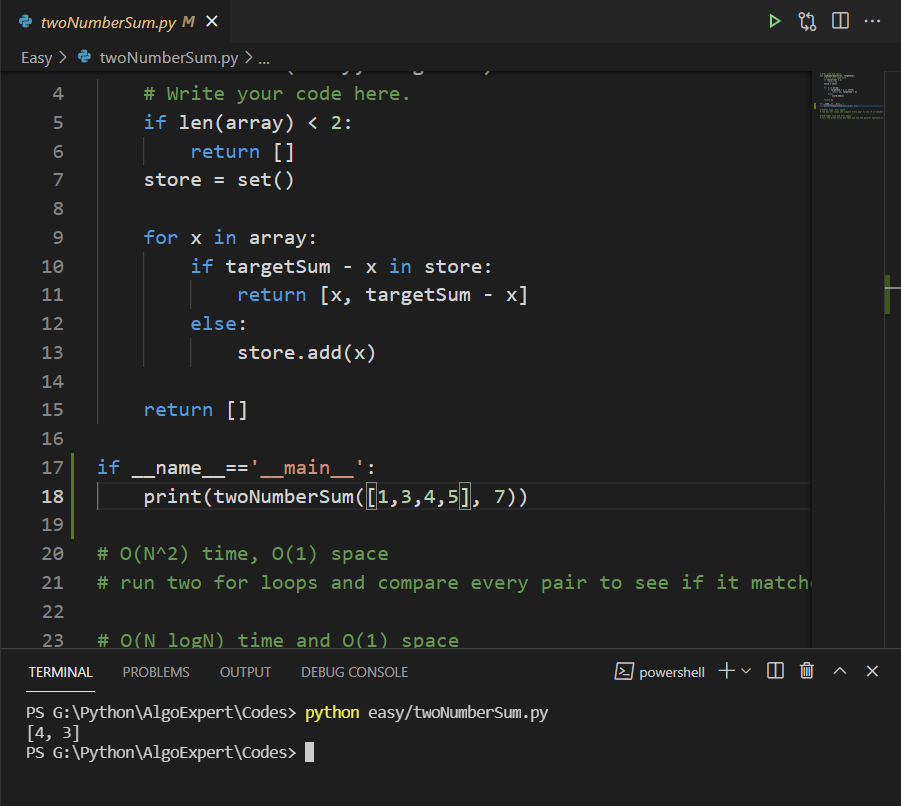 twoNumberSum.py M
Easy > twoNumberSum.py > ...
4 # Write your code here.
5 if len(array) < 2:
6 return []
7 store = set()
8
9 for x in array:
10 if targetSum - x in store:
11 return [x, targetSum - x]
12 else:
13 store.add(x)
14
15 return []
16
17 if __name__=='__main__':
18 print(twoNumberSum([1,3,4,5], 7))
19
20 # O(N^2) time, O(1) space
21 # run two for loops and compare every pair to see if it matche
22
23 # O(N logN) time and O(1) space
TERMINAL PROBLEMS OUTPUT DEBUG CONSOLE powershell
PS G:\Python\AlgoExpert\Codes> python easy/twoNumberSum.py
[4, 3]
PS G:\Python\AlgoExpert\Codes>